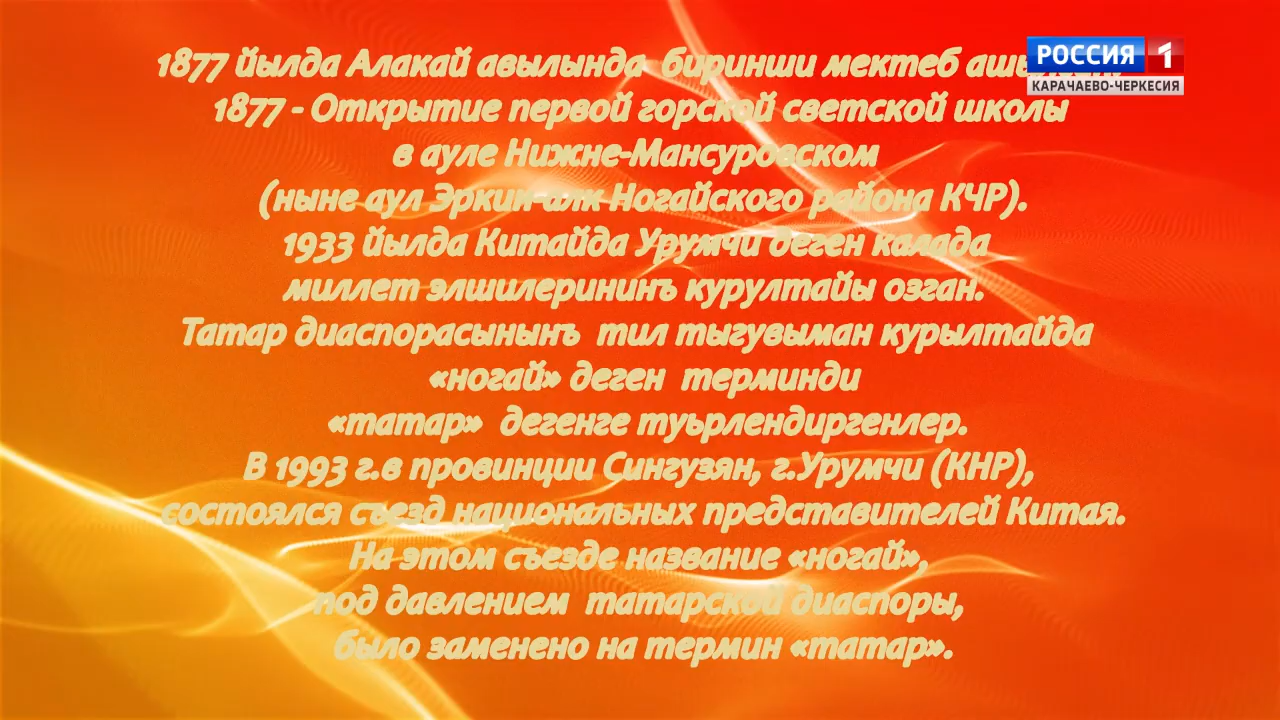 1877 йылда Алакай авылында биринши мектеб
1877 - Открытие первой горской светской школы
в ауле Нижне-Мансуровском
(ныне аул Эркин-алк Ногайского района КЧР).
1933 йылда Китайда Урумчи деген калада
миллет элшилерининъ курултайы озган.
Татар диаспорасынынъ тил тыгувыман курылтайда
«ногай» деген терминди
«татар» дегенге туьрлендиргенлер.
В 1993 г.в провинции Сингузян, г.Урумчи (КНР),
состоялся съезд национальных представителей Китая.
На этом съезде название «ногай»,
под давлением татарской диаспоры,
было заменено на термин «татар».
РОССИЯ 1
КАРАЧАЕВО-ЧЕРКЕСИЯ